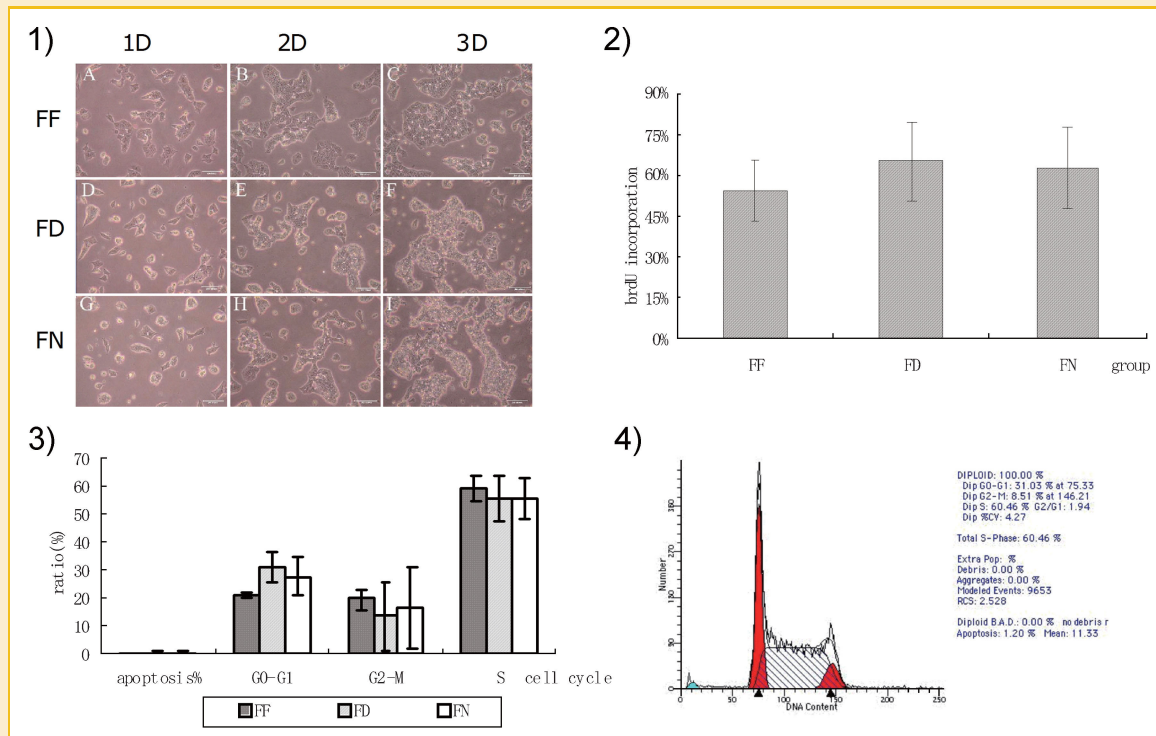 1)
1D 2D 3D
FF
FD
FN
A B C
D E F
G H I
2)
90%
75%
60%
45%
30%
15%
0%
brdU incorporation
FF FD FN group
3)
70
60
50
40
30
20
10
0
ratio(%)
apoptosis% G0-G1 G2-M S cell cycle
FF FD FN
4)
Number
0 90 180 270 360
0 50 100 150 200 250
DNA Content
DIPLOID: 100.00 %
Dip G0-G1: 31.03 % at 75.33
Dip G2-M: 8.51 % at 146.21
Dip S: 60.46 % G2/G1: 1.94
Dip %CV: 4.27
Total S-Phase: 60.46 %
Extra Pop: %
Debris: 0.00 %
Aggregates: 0.00 %
Modeled Events: 9653
RCS: 2.528
Diploid B.A.D.: 0.00 % no debris r
Apoptosis: 1.20 % Mean: 11.33